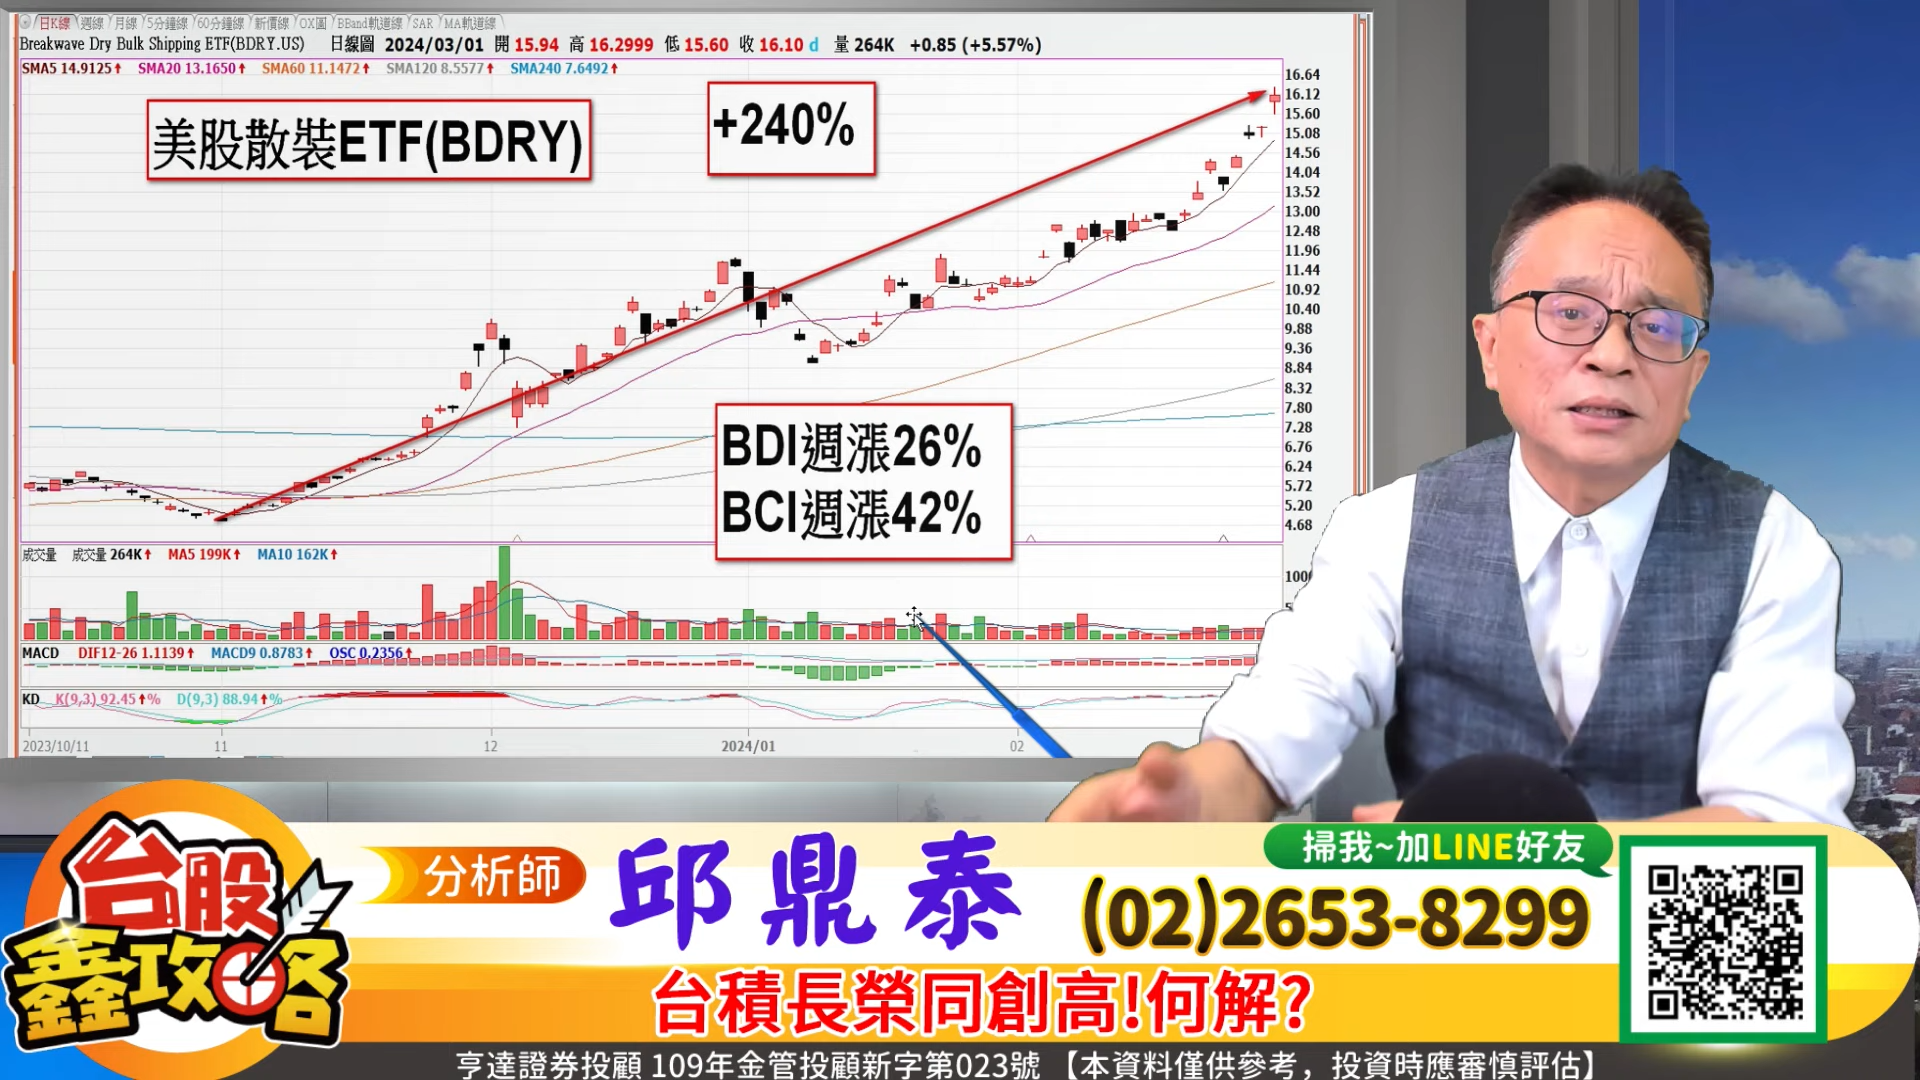 日K線 週線 月線 5分鐘線 60分鐘線 新價線 OX圖 BBand軌道線 SAR MA軌道線
Breakwave Dry Bulk Shipping ETF(BDRY.US) 日線圖 2024/03/01 開 15.94 高 16.2999 低 15.60 收 16.10 d 量 264K +0.85 (+5.57%)
SMA5 14.9125↑ SMA20 13.1650↑ SMA60 11.1472↑ SMA120 8.5577↑ SMA240 7.6492↑
美股散裝ETF(BDRY)
+240%
16.64
16.12
15.60
15.08
14.56
14.04
13.52
13.00
12.48
11.96
11.44
10.92
10.40
9.88
9.36
8.84
8.32
7.80
7.28
6.76
6.24
5.72
5.20
4.68
BDI週漲26%
BCI週漲42%
成交量 成交量 264K↑ MA5 199K↑ MA10 162K↑
MACD DIF12-26 1.1139↑ MACD9 0.8783↑ OSC 0.2356↑
KD K(9,3) 92.45↑% D(9,3) 88.94↑%
2023/10/11 11 12 2024/01 02
台股
鑫攻略
分析師 邱鼎泰
掃我~加LINE好友
(02)2653-8299
台積長榮同創高!何解?
亨達證券投顧 109年金管投顧新字第023號 【本資料僅供參考，投資時應審慎評估】